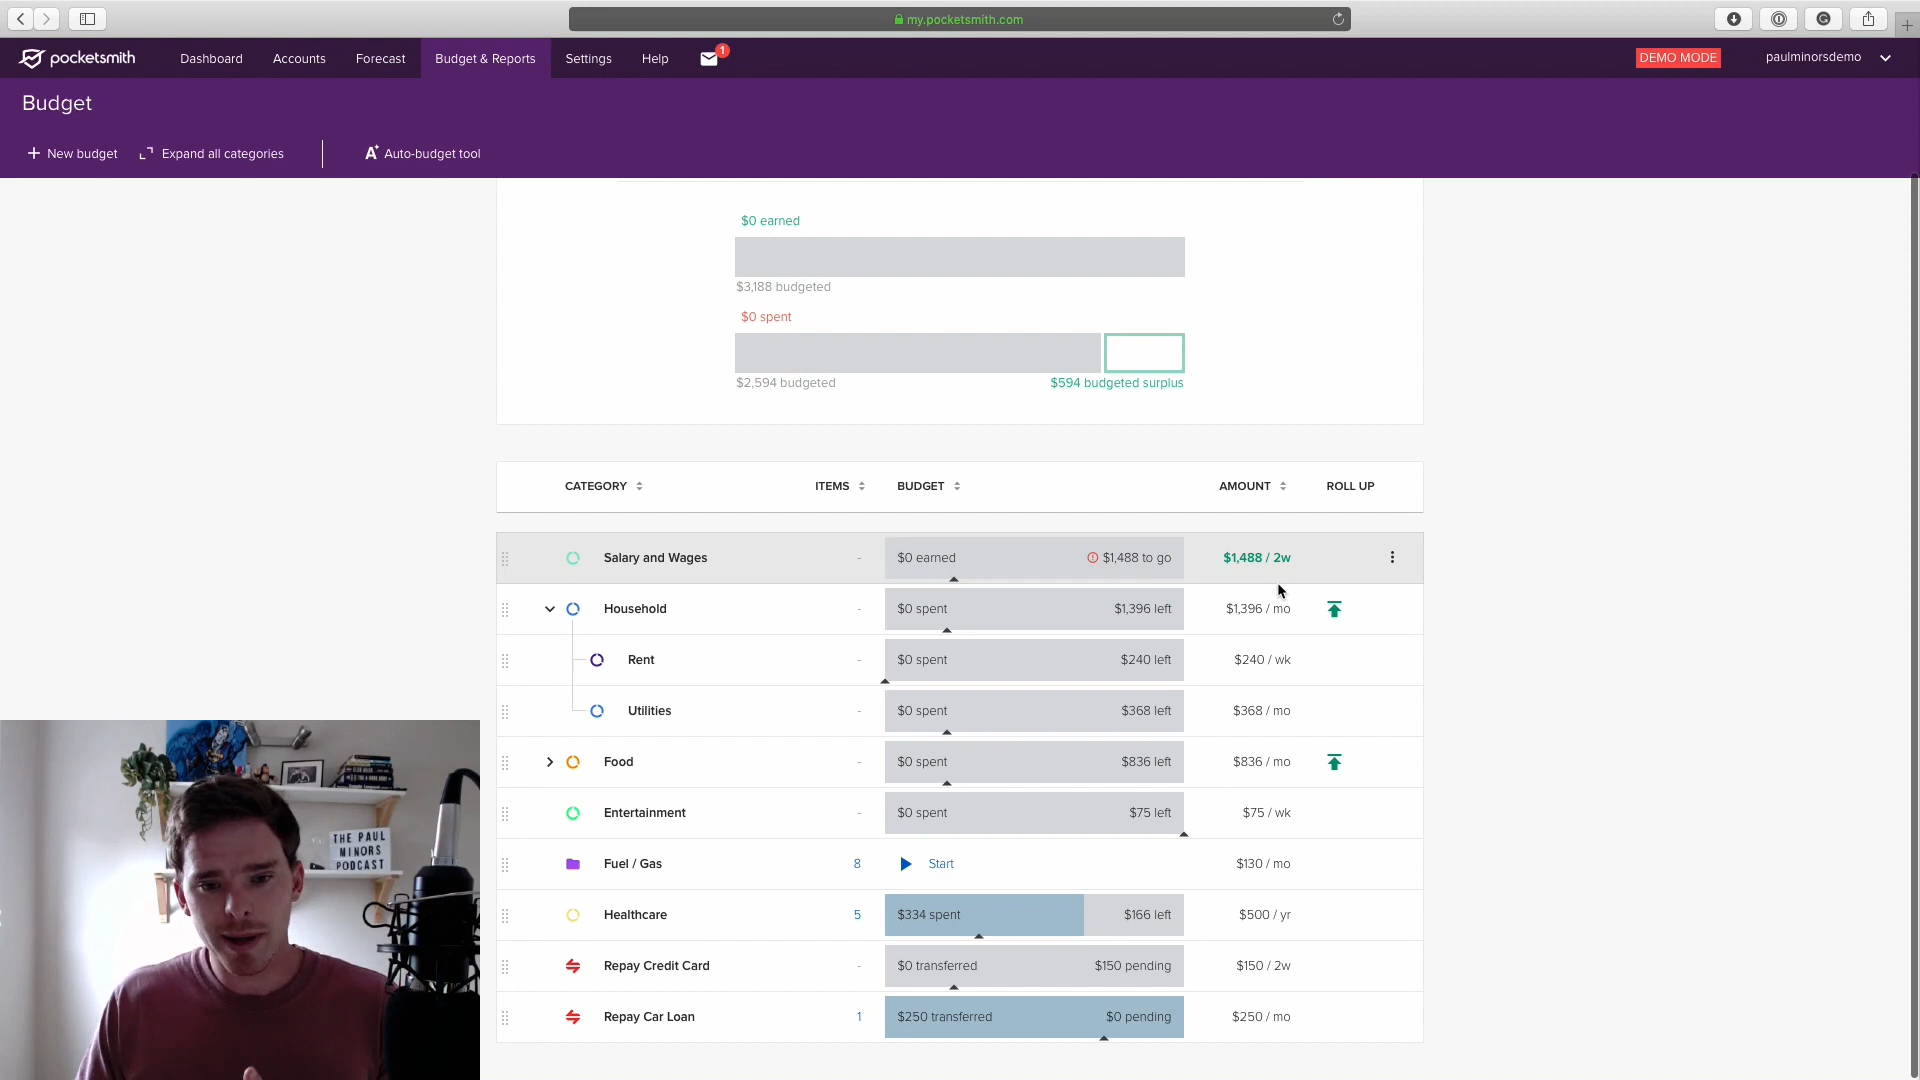 my.pocketsmith.com
pocketsmith
Dashboard
Accounts
Forecast
Budget & Reports
Settings
Help
1
DEMO MODE
paulminorsdemo
Budget
New budget
Expand all categories
Auto-budget tool
$0 earned
$3,188 budgeted
$0 spent
$2,594 budgeted
$594 budgeted surplus
CATEGORY
ITEMS
BUDGET
AMOUNT
ROLL UP
Salary and Wages - $0 earned $1,488 to go $1,488 / 2w
Household - $0 spent $1,396 left $1,396 / mo
Rent - $0 spent $240 left $240 / wk
Utilities - $0 spent $368 left $368 / mo
Food - $0 spent $836 left $836 / mo
Entertainment - $0 spent $75 left $75 / wk
Fuel / Gas 8 Start $130 / mo
Healthcare 5 $334 spent $166 left $500 / yr
Repay Credit Card - $0 transferred $150 pending $150 / 2w
Repay Car Loan 1 $250 transferred $0 pending $250 / mo
THE PAUL
MINORS
PODCAST